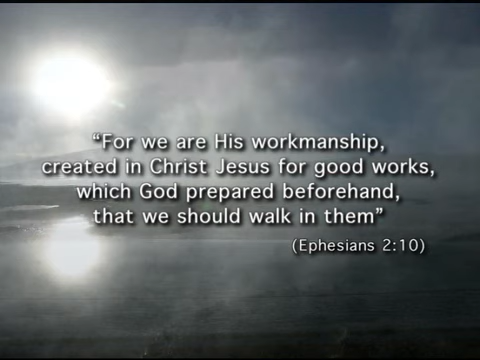 “For we are His workmanship,
created in Christ Jesus for good works,
which God prepared beforehand,
that we should walk in them”
(Ephesians 2:10)